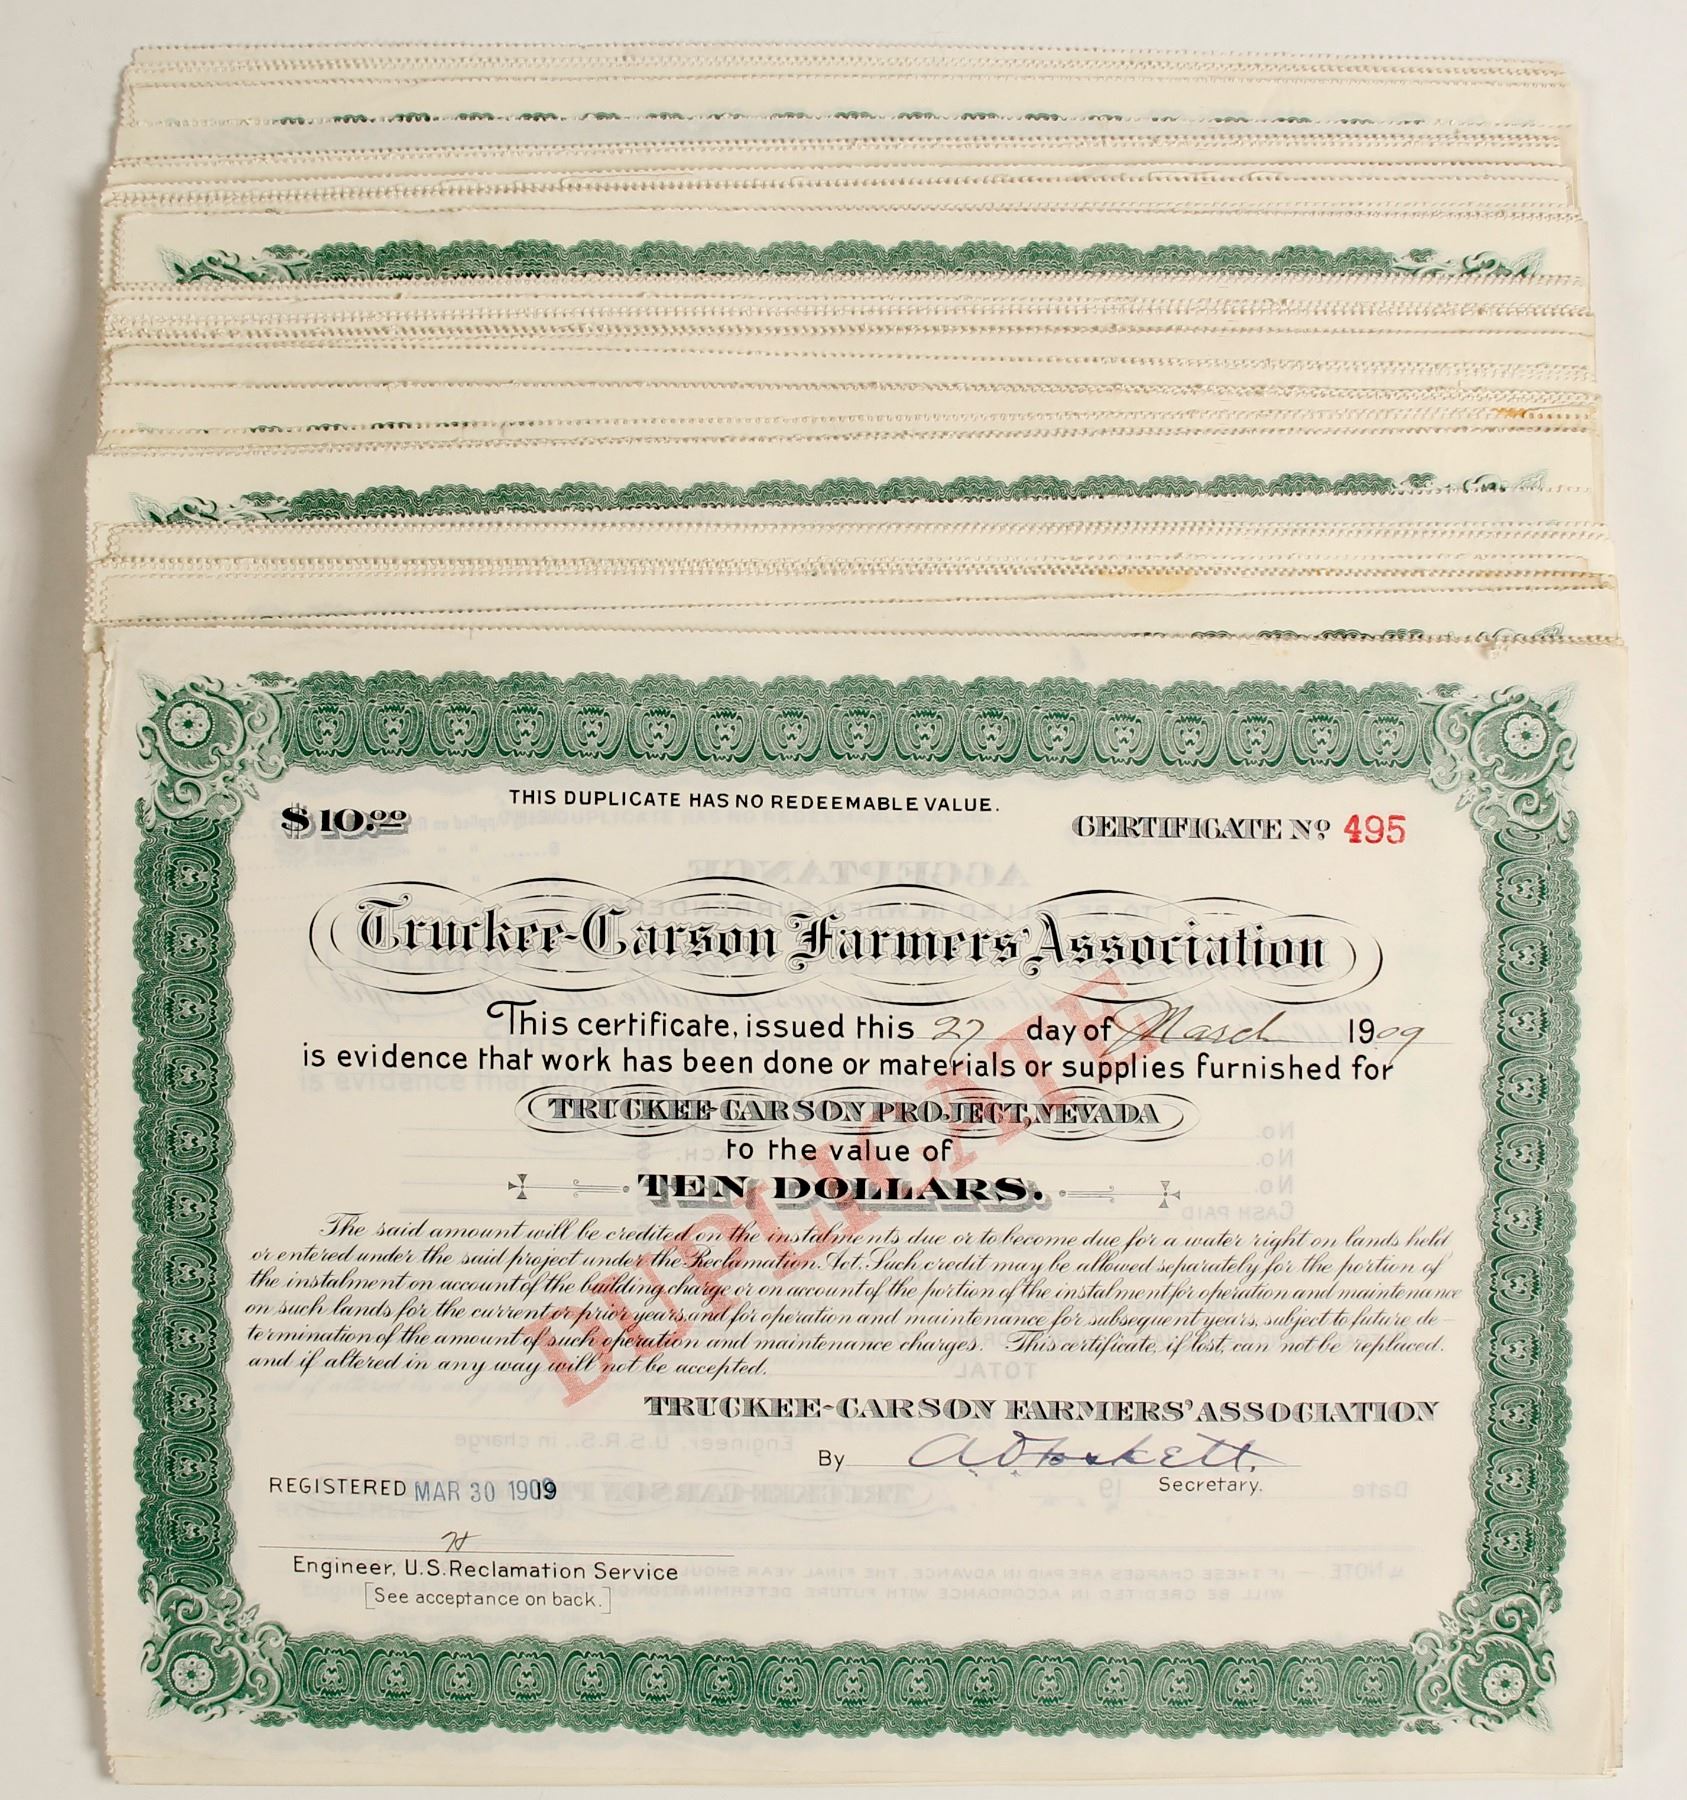 THIS DUPLICATE HAS NO REDEEMABLE VALUE.
$10.00
CERTIFICATE No 495
Truckee-Carson Farmers' Association
This certificate, issued this 27 day of March 1909
is evidence that work has been done or materials or supplies furnished for
TRUCKEE-CARSON PROJECT, NEVADA
to the value of
TEN DOLLARS.
The said amount will be credited on the instalments due or to become due for a water right on lands held
or entered under the said project under the Reclamation Act. Such credit may be allowed separately for the portion of
the instalment on account of the building charge or on account of the portion of the instalment for operation and maintenance
on such lands for the current or prior years, and for operation and maintenance for subsequent years, subject to future de-
termination of the amount of such operation and maintenance charges. This certificate, if lost, can not be replaced.
and if altered in any way will not be accepted.
DUPLICATE
TRUCKEE-CARSON FARMERS' ASSOCIATION
By
Secretary.
REGISTERED MAR 30 1909
H
Engineer, U.S. Reclamation Service
[See acceptance on back.]